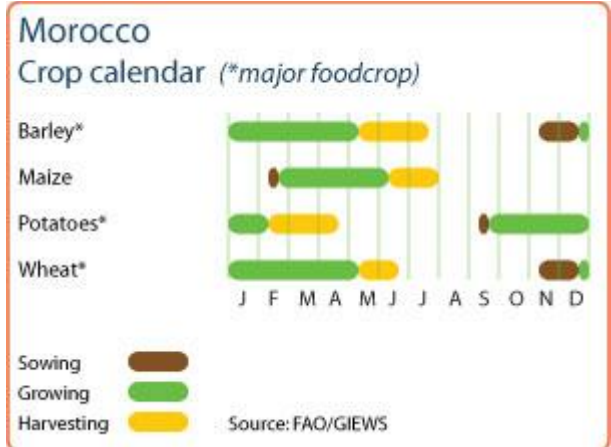 Morocco
Crop calendar (*major foodcrop)
Barley*
Maize
Potatoes*
Wheat*
J F M A M J J A S O N D
Sowing
Growing
Harvesting
Source: FAO/GIEWS